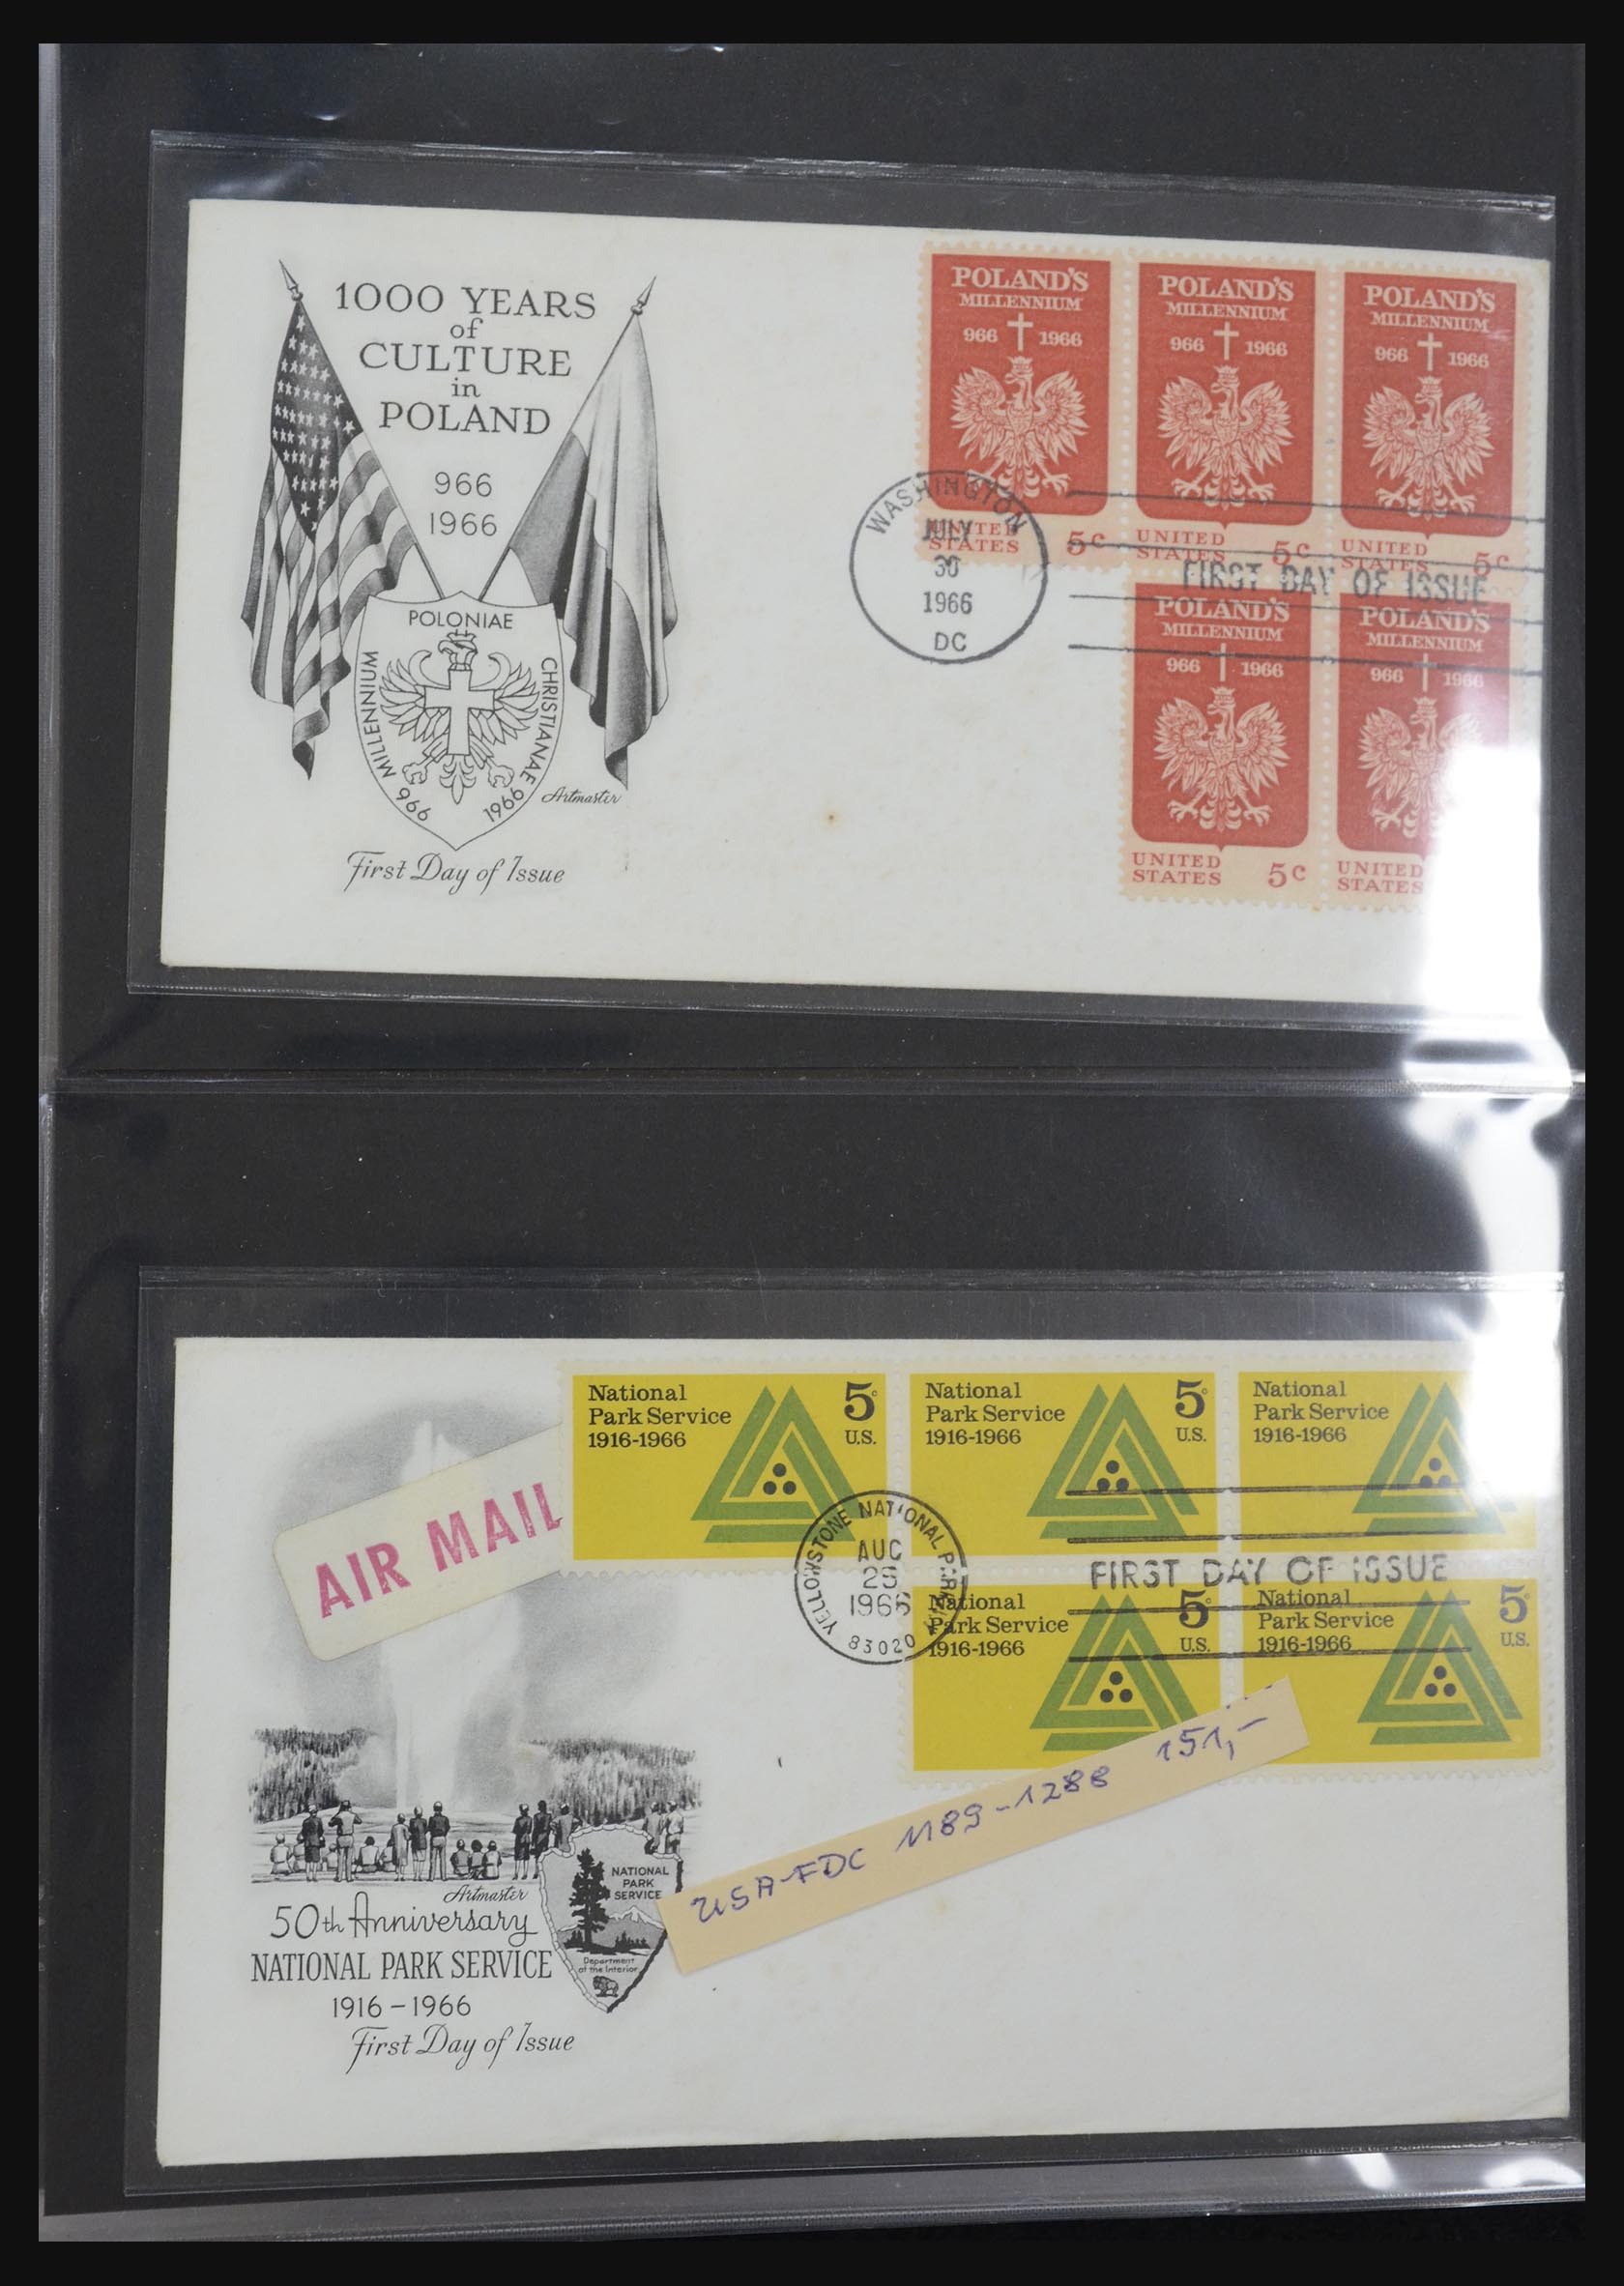 1000 YEARS
of
CULTURE
in
POLAND
966
1966
POLONIAE
MILLENNIUM
CHRISTIANAE
966
1966
Artmaster
First Day of Issue
POLAND'S
MILLENNIUM
966 1966
UNITED
STATES 5c
POLAND'S
MILLENNIUM
966 1966
UNITED
STATES 5c
POLAND'S
MILLENNIUM
966 1966
UNITED
STATES 5c
WASHINGTON
JULY
30
1966
DC
FIRST DAY OF ISSUE
POLAND'S
MILLENNIUM
966 1966
UNITED
STATES 5c
POLAND'S
MILLENNIUM
966 1966
UNITED
STATES
AIR MAIL
National
Park Service
1916-1966
5c
U.S.
National
Park Service
1916-1966
5c
U.S.
National
Park Service
1916-1966
YELLOWSTONE NATIONAL PARK
AUG
25
1966
83020
FIRST DAY OF ISSUE
National
Park Service
1916-1966
5c
U.S.
National
Park Service
1916-1966
5c
U.S.
USA-FDC 1189-1288 151,-
Artmaster
NATIONAL
PARK
SERVICE
Department
of the Interior
50th Anniversary
NATIONAL PARK SERVICE
1916-1966
First Day of Issue